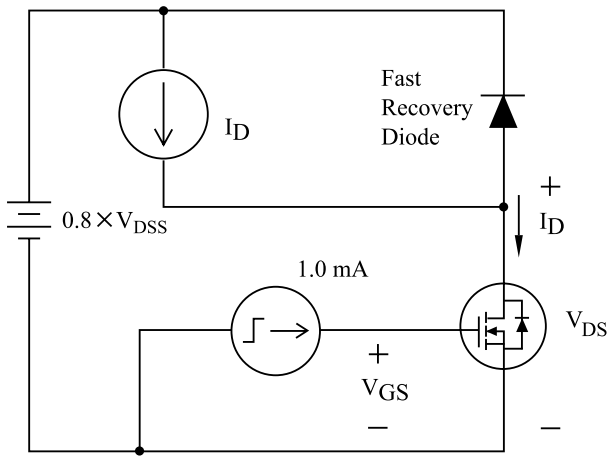 Fast
Recovery
Diode
I_D
+
0.8×V_DSS
I_D
1.0 mA
V_DS
+
V_GS
−
−